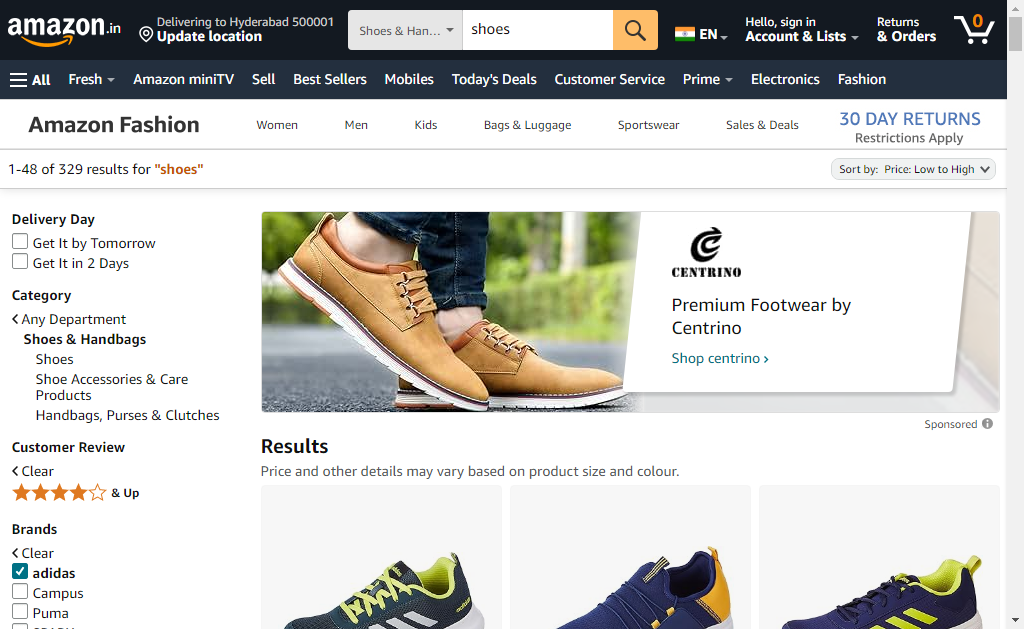 amazon.in
Delivering to Hyderabad 500001
Update location
Shoes & Han...
shoes
EN
Hello, sign in
Account & Lists
Returns
& Orders
0
All
Fresh
Amazon miniTV
Sell
Best Sellers
Mobiles
Today's Deals
Customer Service
Prime
Electronics
Fashion
Amazon Fashion
Women
Men
Kids
Bags & Luggage
Sportswear
Sales & Deals
30 DAY RETURNS
Restrictions Apply
1-48 of 329 results for "shoes"
Sort by: Price: Low to High
Delivery Day
Get It by Tomorrow
Get It in 2 Days
Category
Any Department
Shoes & Handbags
Shoes
Shoe Accessories & Care
Products
Handbags, Purses & Clutches
Customer Review
Clear
& Up
Brands
Clear
adidas
Campus
Puma
CENTRINO
Premium Footwear by
Centrino
Shop centrino ›
Sponsored
Results
Price and other details may vary based on product size and colour.